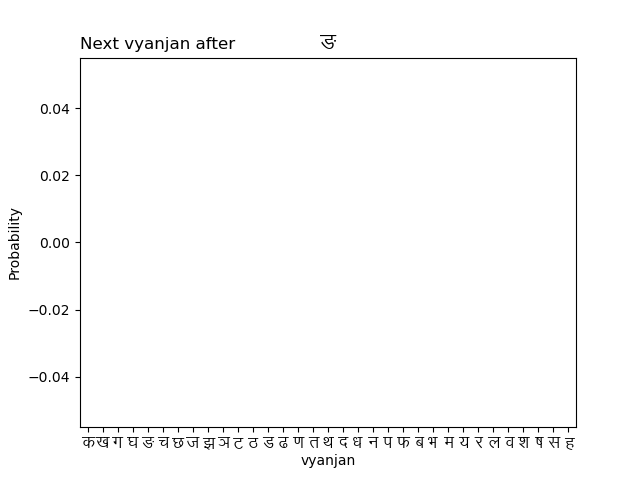 Next vyanjan after ङ
0.04
0.02
0.00
−0.02
−0.04
Probability
क ख ग घ ङ च छ ज झ ञ ट ठ ड ढ ण त थ द ध न प फ ब भ म य र ल व श ष स ह
vyanjan